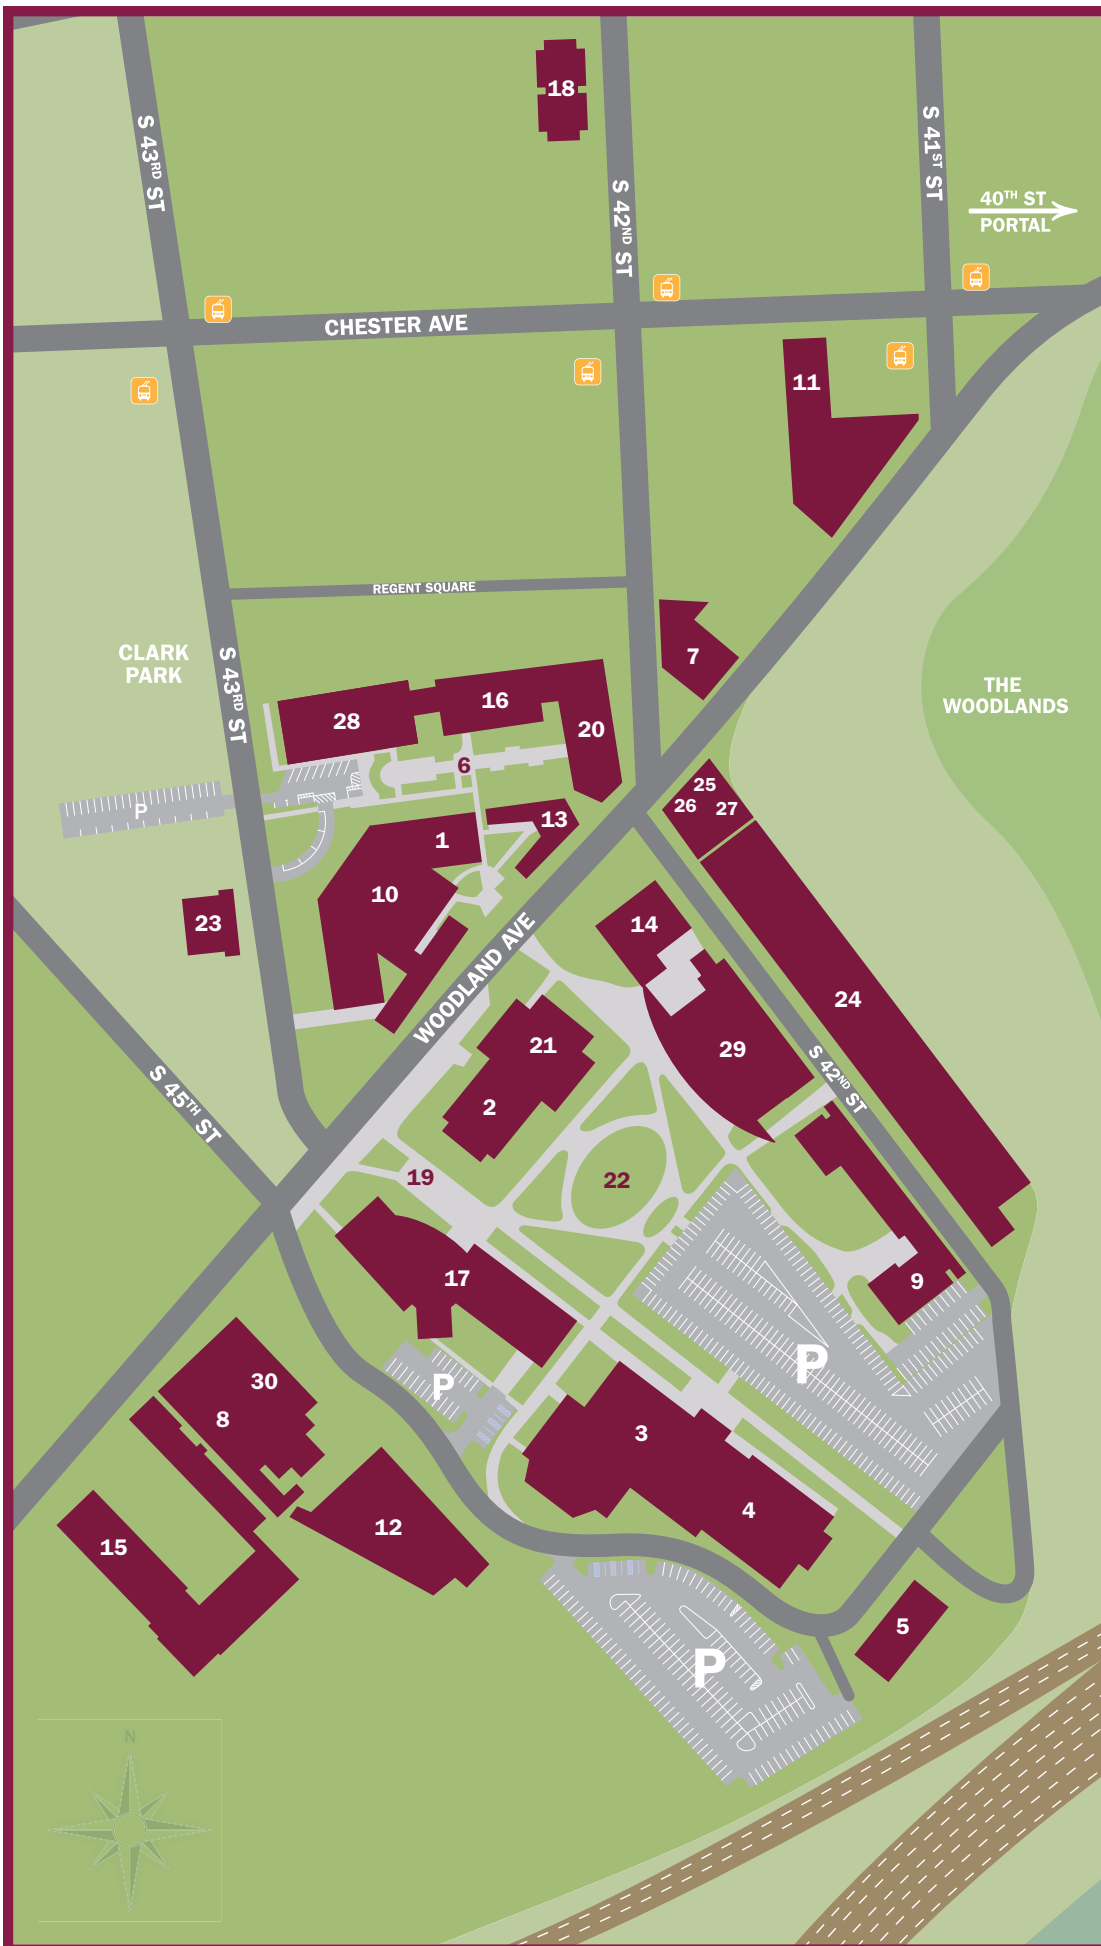 18
S 43RD ST
S 42ND ST
S 41ST ST
40TH ST
PORTAL
CHESTER AVE
11
REGENT SQUARE
CLARK
PARK
S 43RD ST
7
THE
WOODLANDS
28
16
20
6
25
26
27
P
13
1
10
23
14
WOODLAND AVE
24
21
29
2
S 42ND ST
S 45TH ST
19
22
17
9
P
P
30
8
3
4
12
15
5
P
N